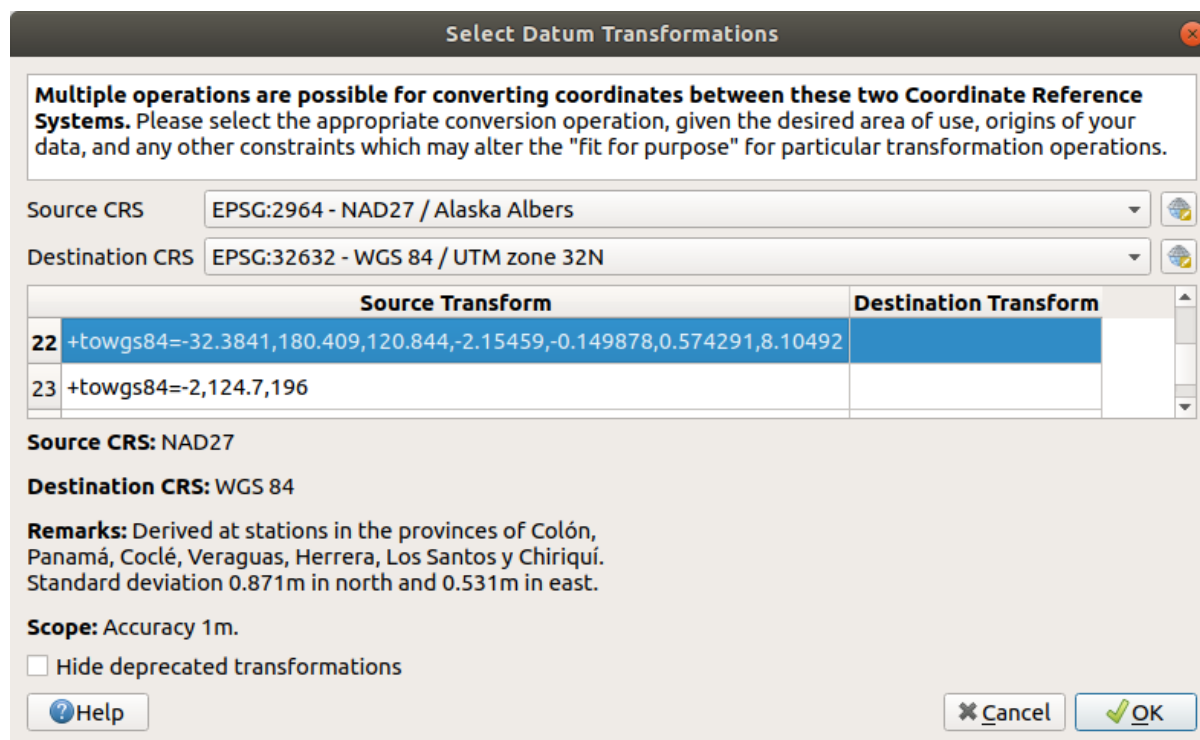 Select Datum Transformations
Multiple operations are possible for converting coordinates between these two Coordinate Reference
Systems. Please select the appropriate conversion operation, given the desired area of use, origins of your
data, and any other constraints which may alter the "fit for purpose" for particular transformation operations.
Source CRS EPSG:2964 - NAD27 / Alaska Albers
Destination CRS EPSG:32632 - WGS 84 / UTM zone 32N
Source Transform Destination Transform
22 +towgs84=-32.3841,180.409,120.844,-2.15459,-0.149878,0.574291,8.10492
23 +towgs84=-2,124.7,196
Source CRS: NAD27
Destination CRS: WGS 84
Remarks: Derived at stations in the provinces of Colón,
Panamá, Coclé, Veraguas, Herrera, Los Santos y Chiriquí.
Standard deviation 0.871m in north and 0.531m in east.
Scope: Accuracy 1m.
Hide deprecated transformations
Help Cancel OK